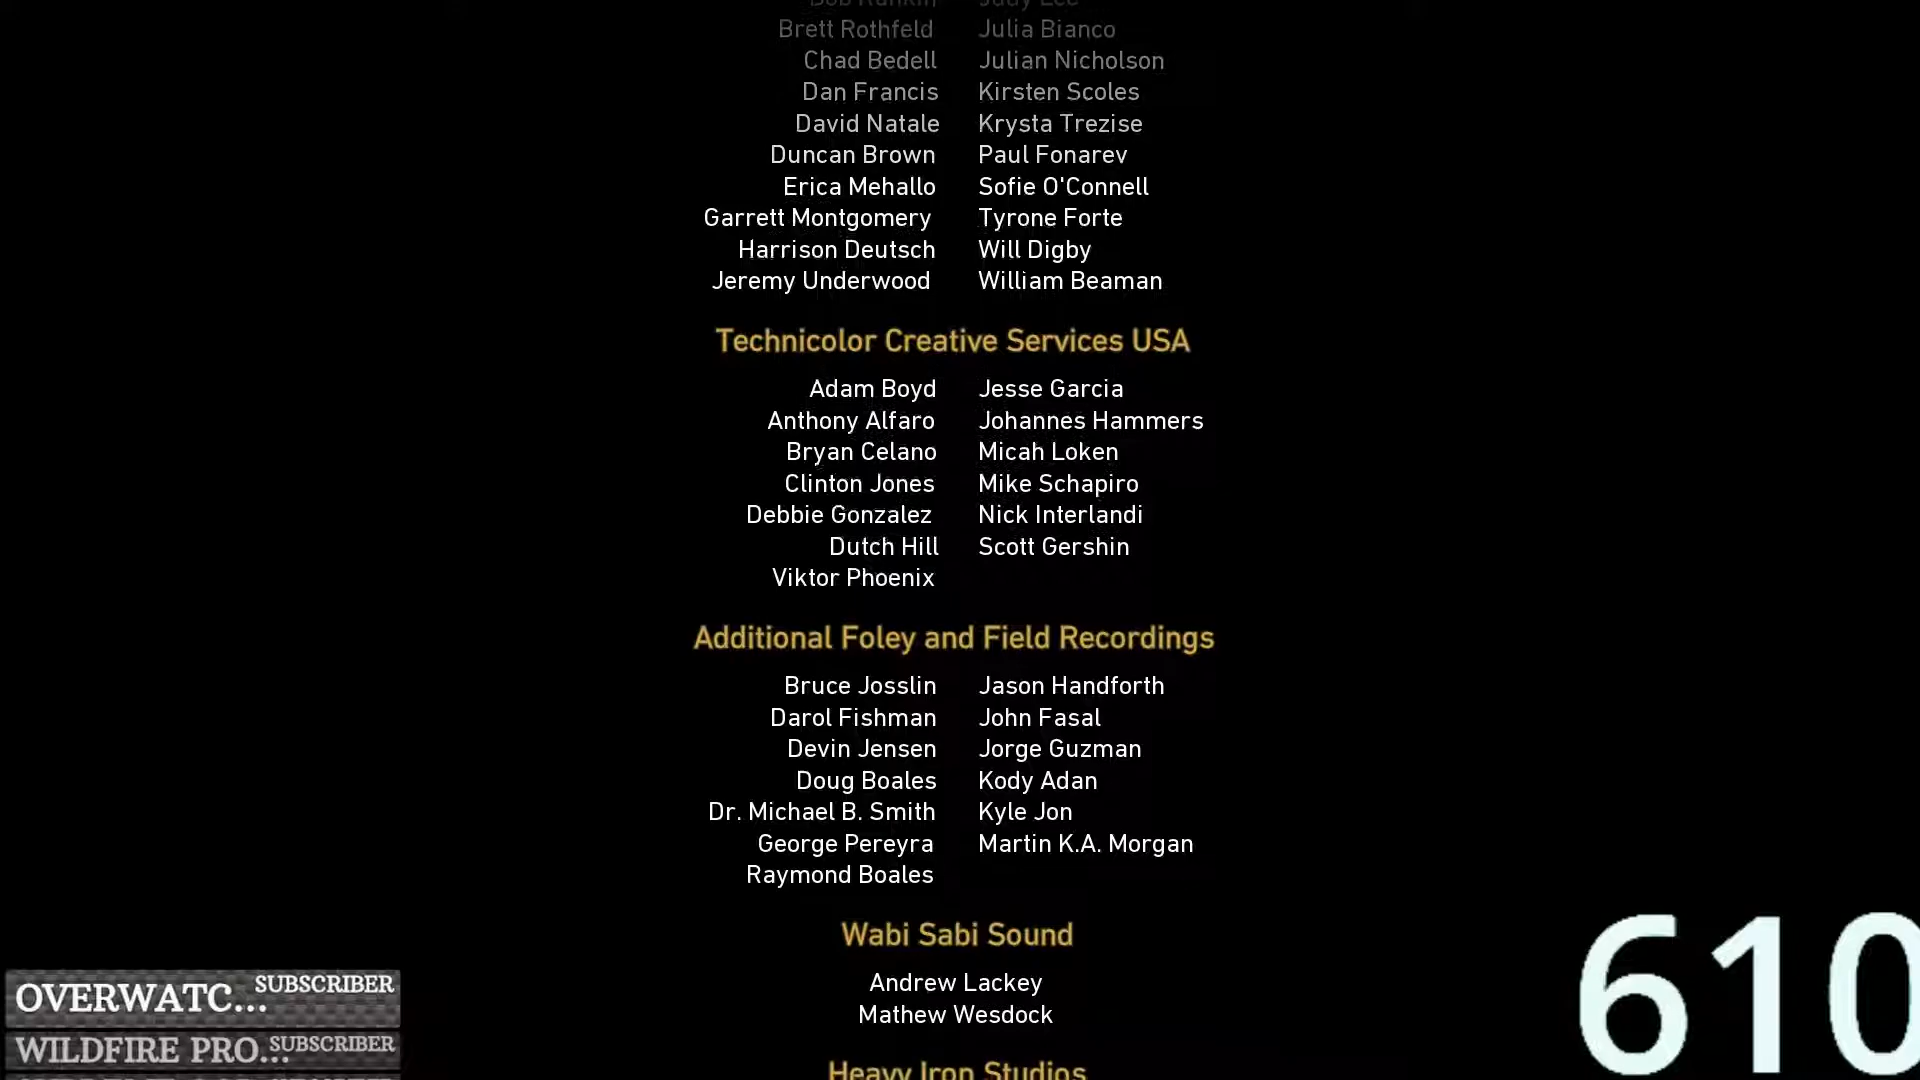 Brett Rothfeld Julia Bianco
Chad Bedell Julian Nicholson
Dan Francis Kirsten Scoles
David Natale Krysta Trezise
Duncan Brown Paul Fonarev
Erica Mehallo Sofie O'Connell
Garrett Montgomery Tyrone Forte
Harrison Deutsch Will Digby
Jeremy Underwood William Beaman
Technicolor Creative Services USA
Adam Boyd Jesse Garcia
Anthony Alfaro Johannes Hammers
Bryan Celano Micah Loken
Clinton Jones Mike Schapiro
Debbie Gonzalez Nick Interlandi
Dutch Hill Scott Gershin
Viktor Phoenix
Additional Foley and Field Recordings
Bruce Josslin Jason Handforth
Darol Fishman John Fasal
Devin Jensen Jorge Guzman
Doug Boales Kody Adan
Dr. Michael B. Smith Kyle Jon
George Pereyra Martin K.A. Morgan
Raymond Boales
Wabi Sabi Sound
Andrew Lackey
Mathew Wesdock
Heavy Iron Studios
OVERWATC... SUBSCRIBER
WILDFIRE PRO... SUBSCRIBER
610